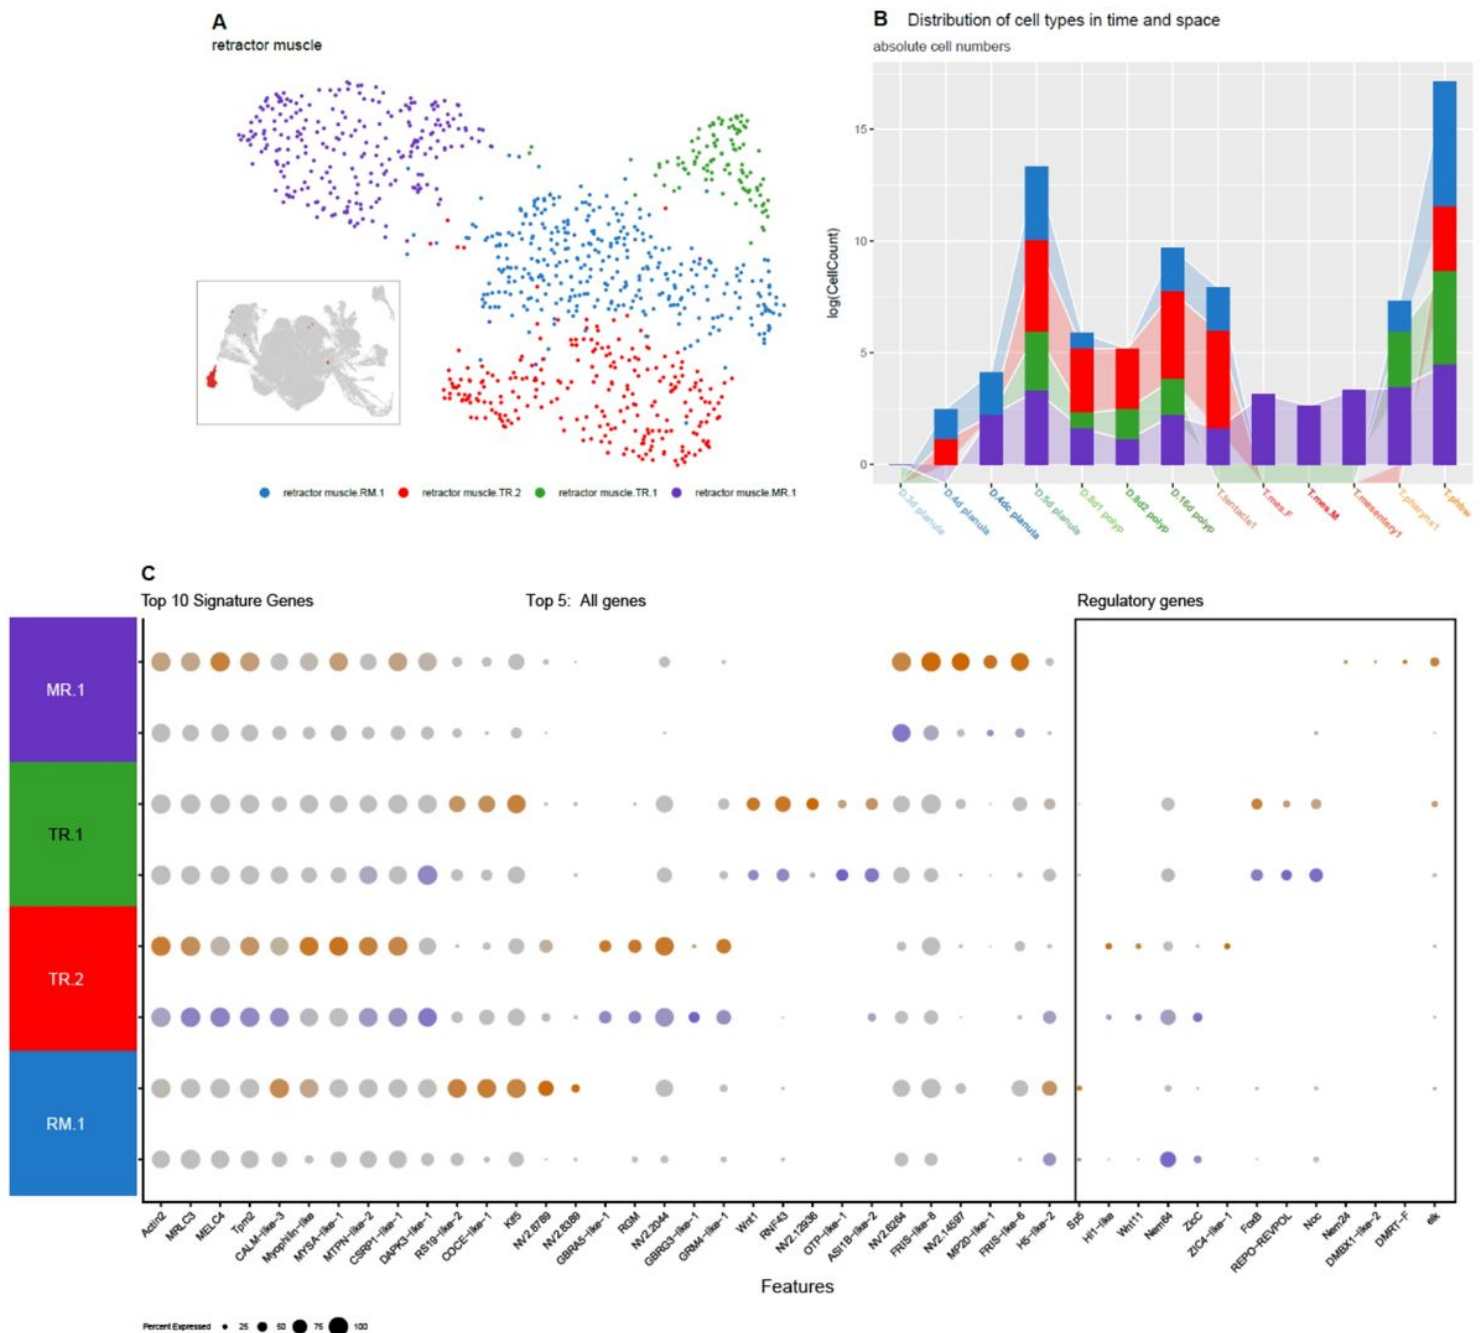 A
retractor muscle
retractor muscle.RM.1 retractor muscle.TR.2 retractor muscle.TR.1 retractor muscle.MR.1
B Distribution of cell types in time and space
absolute cell numbers
log(CellCount)
15
10
5
0
D.3d planula
D.4d planula
D.4dc planula
D.5d planula
D.8d1 polyp
D.8d2 polyp
D.16d polyp
T.tentacle1
T.mes.F
T.mes.M
T.mesentery1
T.pharynx1
T.phbw
C
Top 10 Signature Genes Top 5: All genes Regulatory genes
MR.1
TR.1
TR.2
RM.1
Actin2
MRLC3
MELC4
Tpm2
CALM-like-3
Myophilin-like
MYSA-like-1
MTPN-like-2
CSRP1-like-1
DAPK3-like-1
RS19-like-2
COCE-like-1
Klf5
NV2.8789
NV2.8389
GBRA5-like-1
RGM
NV2.2044
GBRG3-like-1
GRM4-like-1
Wnt1
RNF43
NV2.12936
OTP-like-1
ASI1B-like-2
NV2.6264
FRIS-like-8
NV2.14597
MP20-like-1
FRIS-like-6
H5-like-2
Sp5
Hl1-like
Wnt11
Nem64
ZicC
ZIC4-like-1
FoxB
REPO-REVPOL
Noc
Nem24
DMBX1-like-2
DMRT-F
elk
Features
Percent Expressed 25 50 75 100